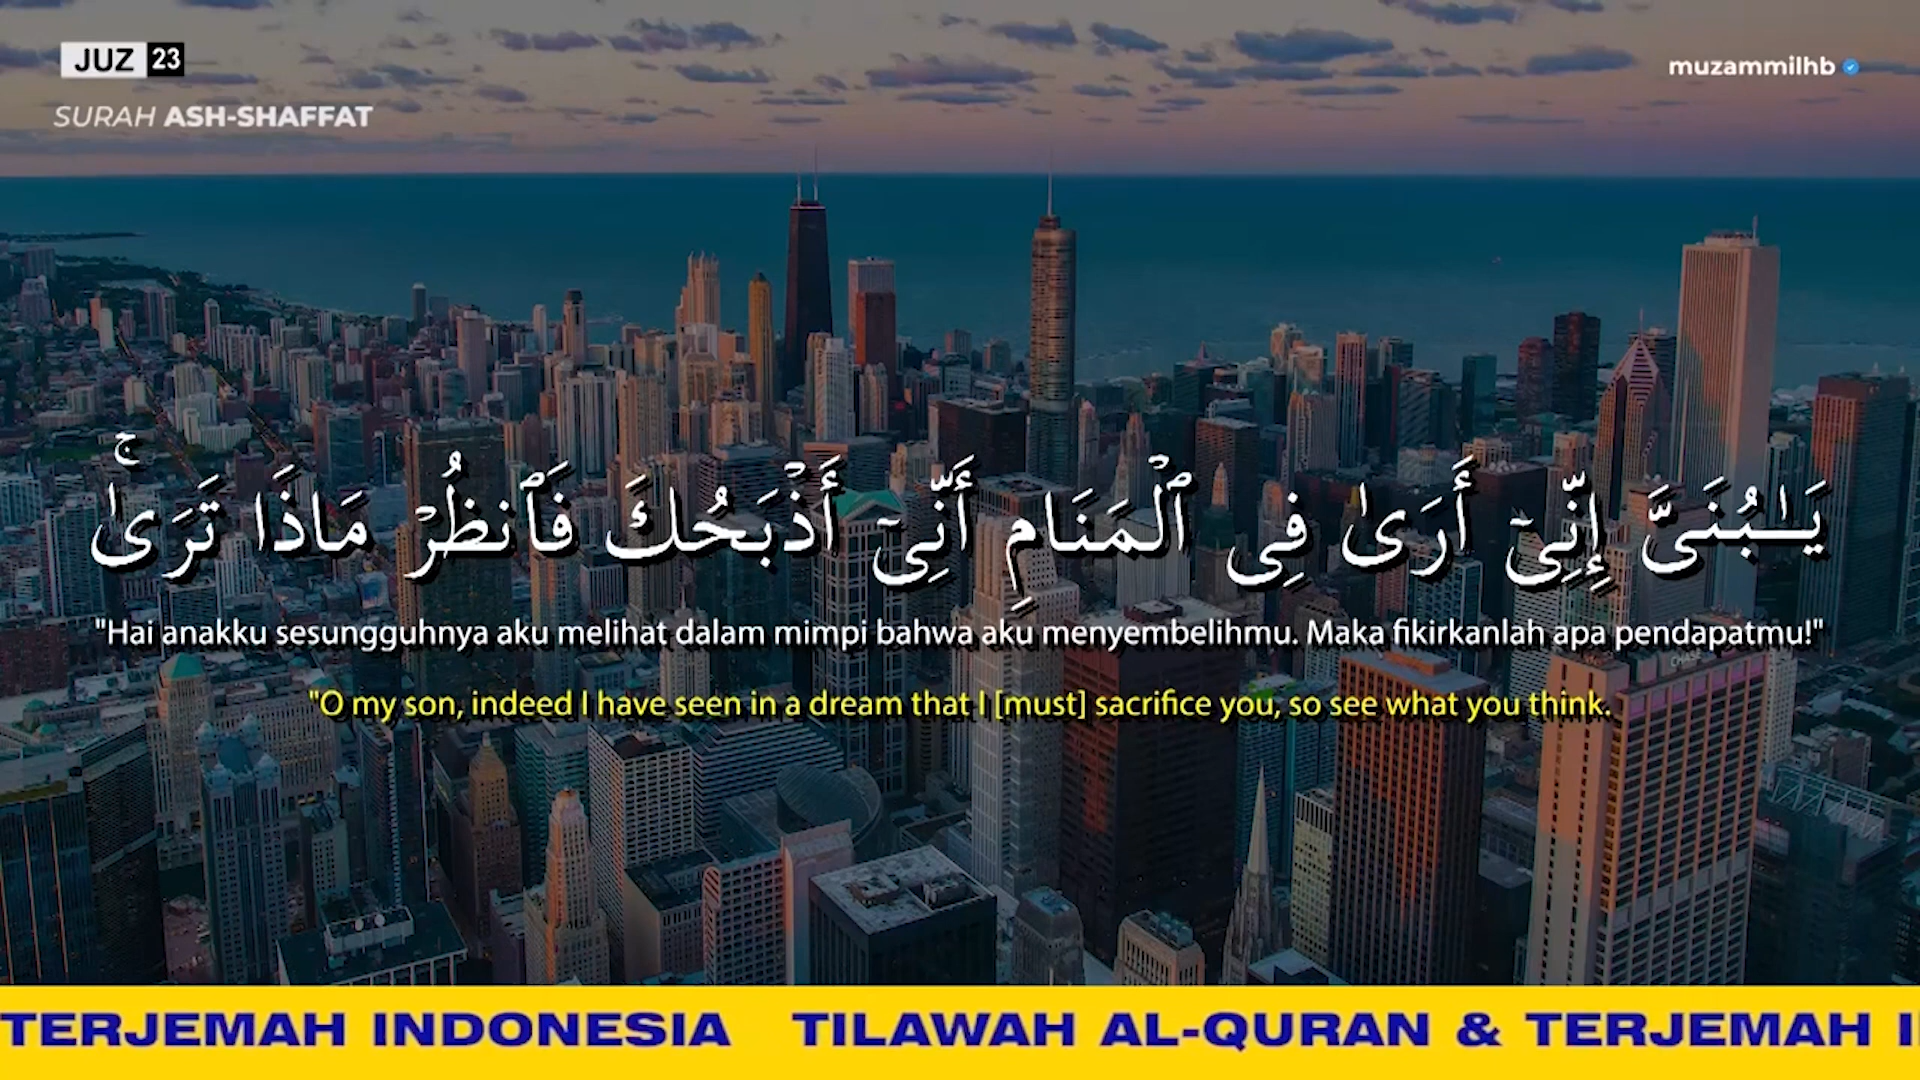 JUZ 23
muzammilhb
SURAH ASH-SHAFFAT
يَـٰبُنَىَّ إِنِّىٓ أَرَىٰ فِى ٱلْمَنَامِ أَنِّىٓ أَذْبَحُكَ فَٱنظُرْ مَاذَا تَرَىٰ ۚ
"Hai anakku sesungguhnya aku melihat dalam mimpi bahwa aku menyembelihmu. Maka fikirkanlah apa pendapatmu!"
"O my son, indeed I have seen in a dream that I [must] sacrifice you, so see what you think.
TERJEMAH INDONESIA TILAWAH AL-QURAN & TERJEMAH I